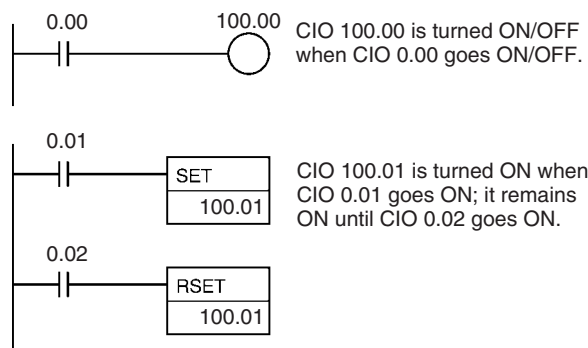 0.00
100.00
CIO 100.00 is turned ON/OFF
when CIO 0.00 goes ON/OFF.
0.01
SET
100.01
CIO 100.01 is turned ON when
CIO 0.01 goes ON; it remains
ON until CIO 0.02 goes ON.
0.02
RSET
100.01